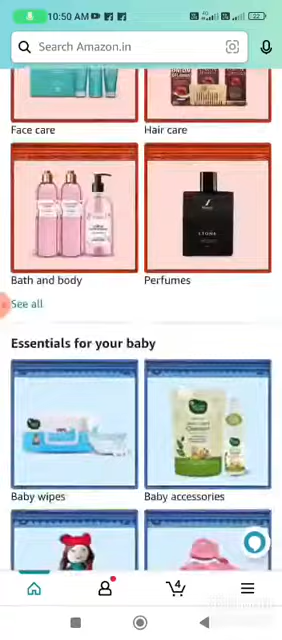 10:50 AM
22
Search Amazon.in
Face care
Hair care
Bath and body
Perfumes
See all
Essentials for your baby
Baby wipes
Baby accessories
4